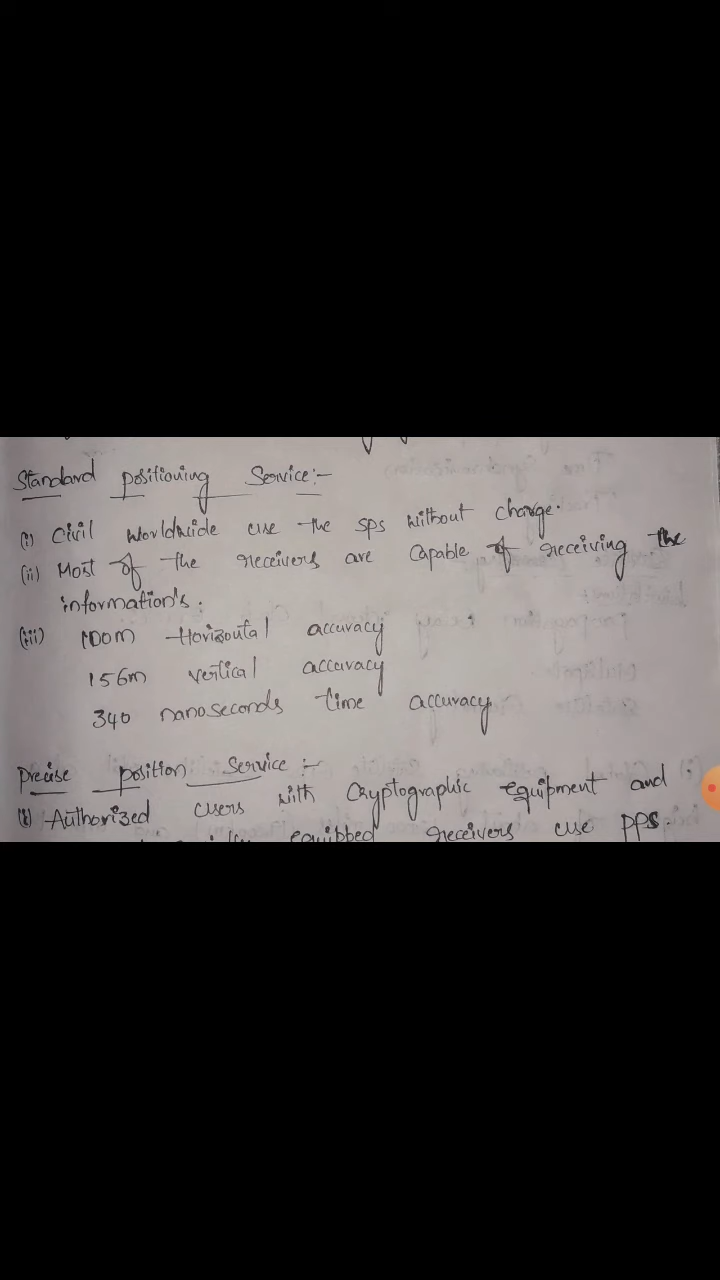 Standard positioning Service:-
(i) Civil worldwide use the SPS without charge.
(ii) Most of the receivers are capable of receiving the
information's.
(iii) 100m Horizontal accuracy
156m vertical accuracy
340 nanoseconds time accuracy
Precise position Service :-
(i) Authorized users with Cryptographic equipment and
equibbed receivers use PPS.